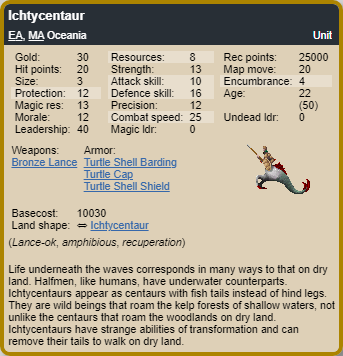 Ichtycentaur
EA, MA Oceania Unit
Gold: 30 Resources: 8 Rec points: 25000
Hit points: 20 Strength: 13 Map move: 20
Size: 3 Attack skill: 10 Encumbrance: 4
Protection: 12 Defence skill: 16 Age: 22
Magic res: 13 Precision: 12 (50)
Morale: 12 Combat speed: 25 Undead ldr: 0
Leadership: 40 Magic ldr: 0
Weapons: Armor:
Bronze Lance Turtle Shell Barding
Turtle Cap
Turtle Shell Shield
Basecost: 10030
Land shape: ⇔ Ichtycentaur
(Lance-ok, amphibious, recuperation)
Life underneath the waves corresponds in many ways to that on dry
land. Halfmen, like humans, have underwater counterparts.
Ichtycentaurs appear as centaurs with fish tails instead of hind legs.
They are wild beings that roam the kelp forests of shallow waters, not
unlike the centaurs that roam the woodlands on dry land.
Ichtycentaurs have strange abilities of transformation and can
remove their tails to walk on dry land.